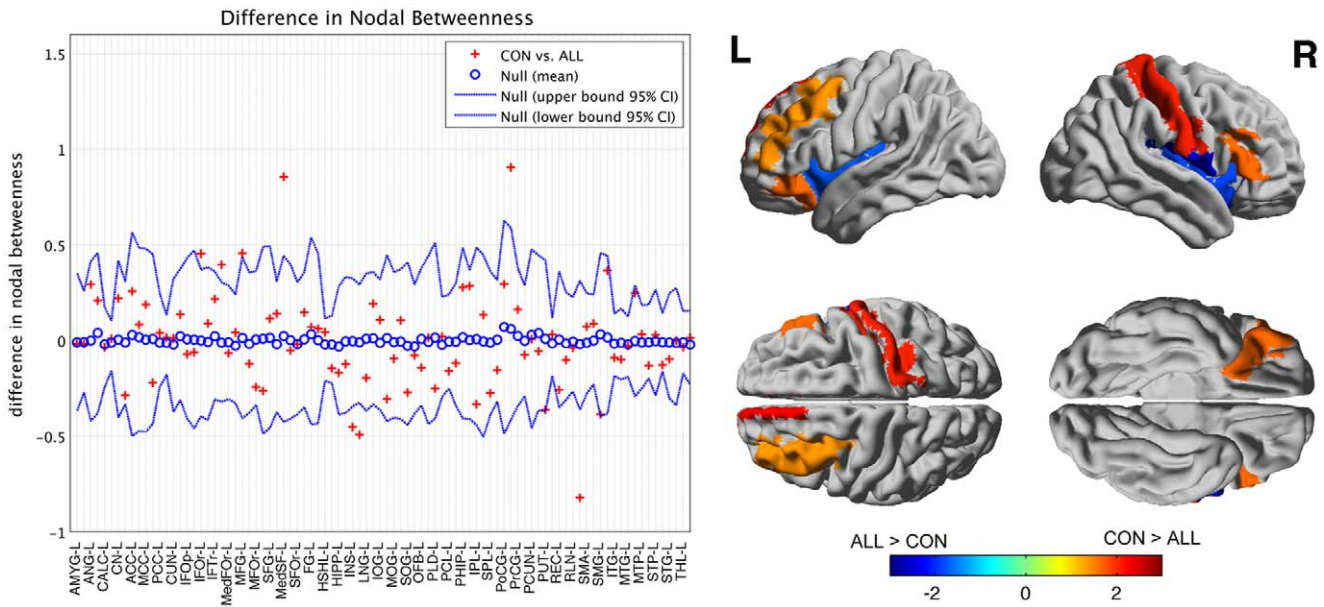 Difference in Nodal Betweenness
CON vs. ALL
Null (mean)
Null (upper bound 95% CI)
Null (lower bound 95% CI)
difference in nodal betweenness
1.5
1
0.5
0
-0.5
-1
AMYG-L
ANG-L
CALC-L
CN-L
ACC-L
MCC-L
PCC-L
CUN-L
IFOp-L
IFOr-L
IFTr-L
MedFOr-L
MFG-L
MFOr-L
SFG-L
MedSF-L
SFOr-L
FG-L
HSHL-L
HIPP-L
INS-L
LNG-L
IOG-L
MOG-L
SOG-L
OFB-L
PLD-L
PCL-L
PHIP-L
IPL-L
SPL-L
PoCG-L
PrCG-L
PCUN-L
PUT-L
REC-L
RLN-L
SMA-L
SMG-L
ITG-L
MTG-L
MTP-L
STP-L
STG-L
THL-L
L
R
ALL > CON
CON > ALL
-2
0
2